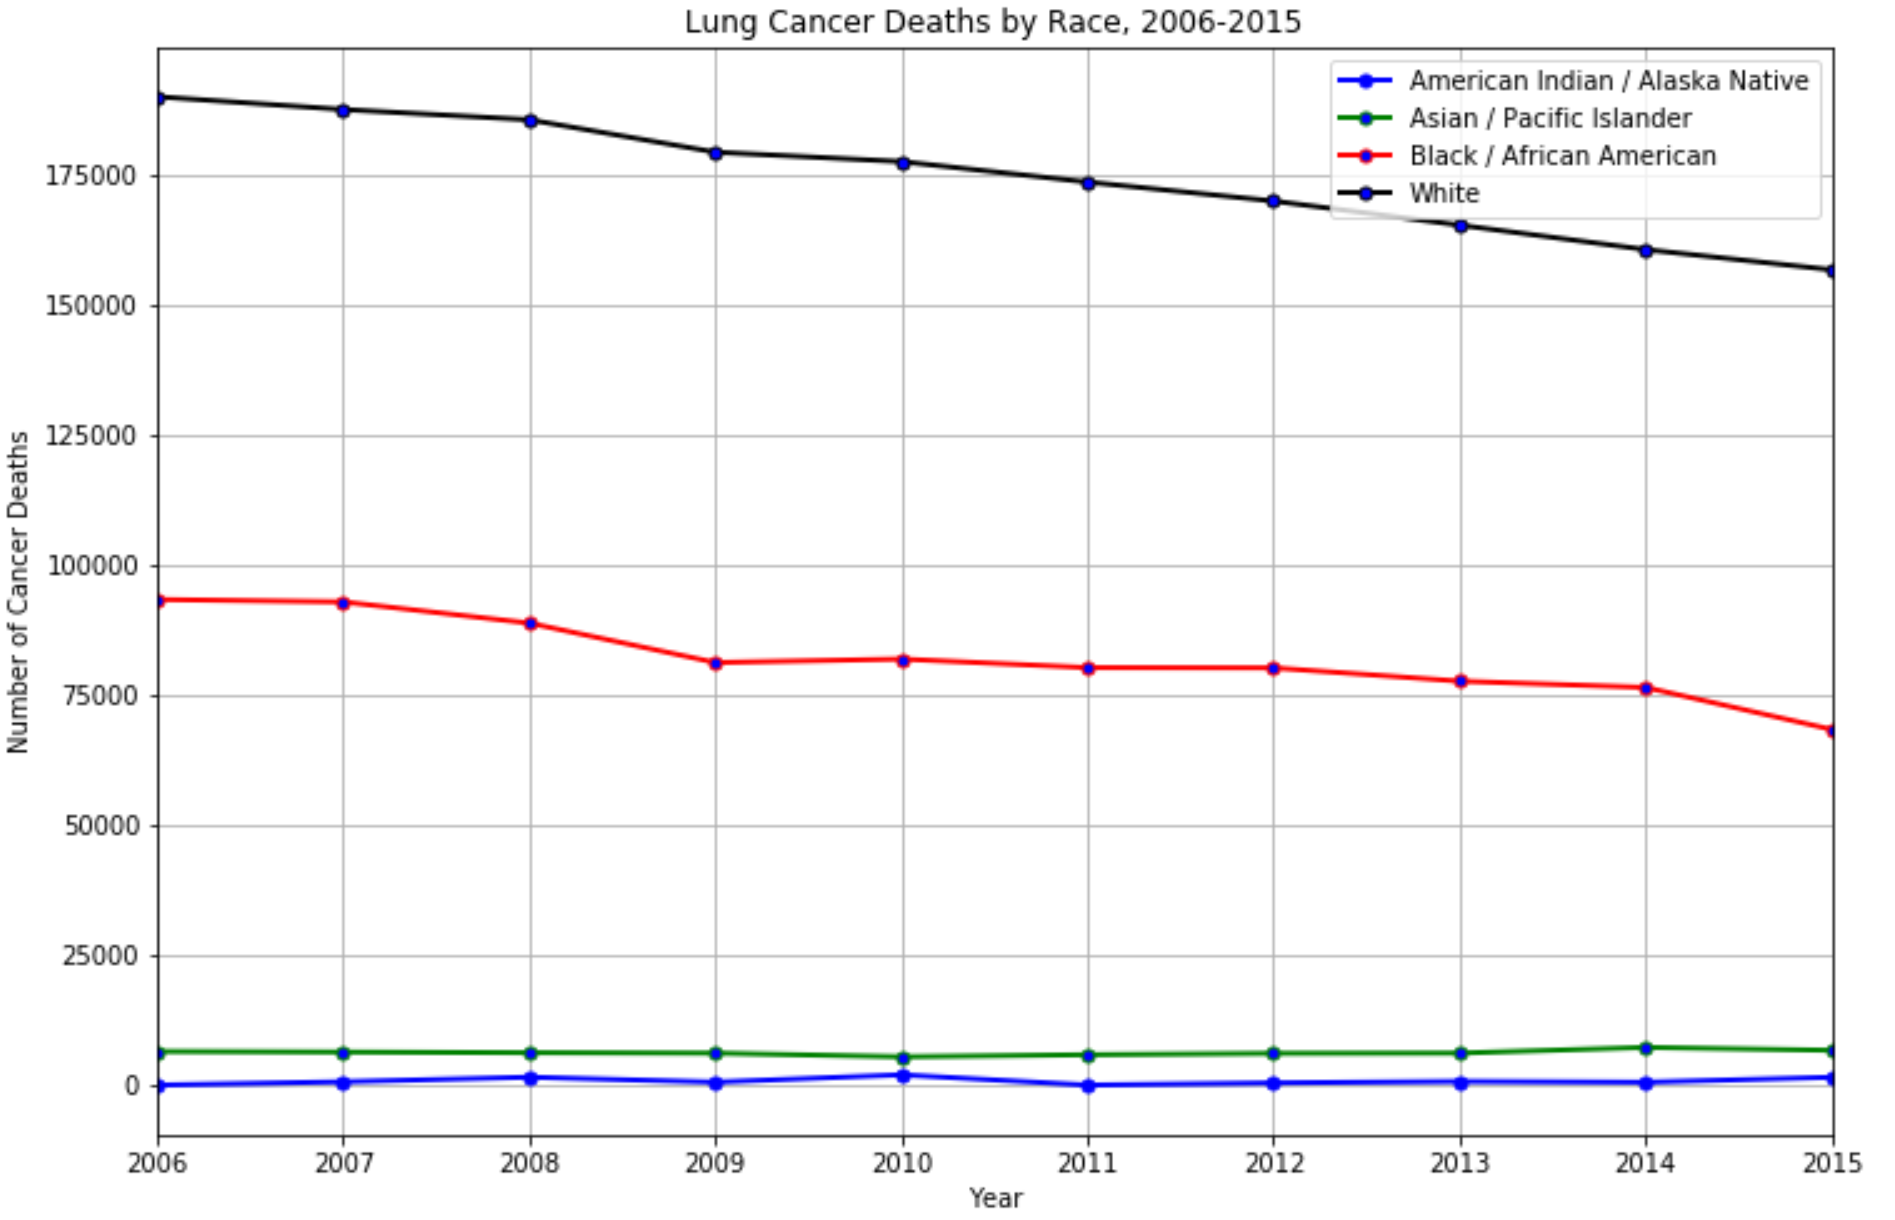 Lung Cancer Deaths by Race, 2006-2015
American Indian / Alaska Native
Asian / Pacific Islander
Black / African American
White
175000
150000
125000
100000
75000
50000
25000
0
Number of Cancer Deaths
2006 2007 2008 2009 2010 2011 2012 2013 2014 2015
Year